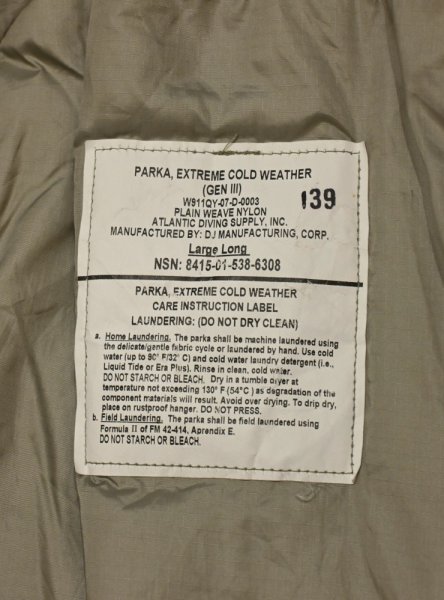 PARKA, EXTREME COLD WEATHER
(GEN III)
139
W911QY-07-D-0003
PLAIN WEAVE NYLON
ATLANTIC DIVING SUPPLY, INC.
MANUFACTURED BY: DJ MANUFACTURING, CORP.
Large Long
NSN: 8415-01-538-6308
PARKA, EXTREME COLD WEATHER
CARE INSTRUCTION LABEL
LAUNDERING: (DO NOT DRY CLEAN)
a. Home Laundering. The parka shall be machine laundered using
the delicate/gentle fabric cycle or laundered by hand. Use cold
water (up to 90° F/32° C) and cold water laundry detergent (i.e.,
Liquid Tide or Era Plus). Rinse in clean, cold water.
DO NOT STARCH OR BLEACH. Dry in a tumble dryer at
temperature not exceeding 130° F (54°C) as degradation of the
component materials will result. Avoid over drying. To drip dry,
place on rustproof hanger. DO NOT PRESS.
b. Field Laundering. The parka shall be field laundered using
Formula II of FM 42-414, Appendix E.
DO NOT STARCH OR BLEACH.